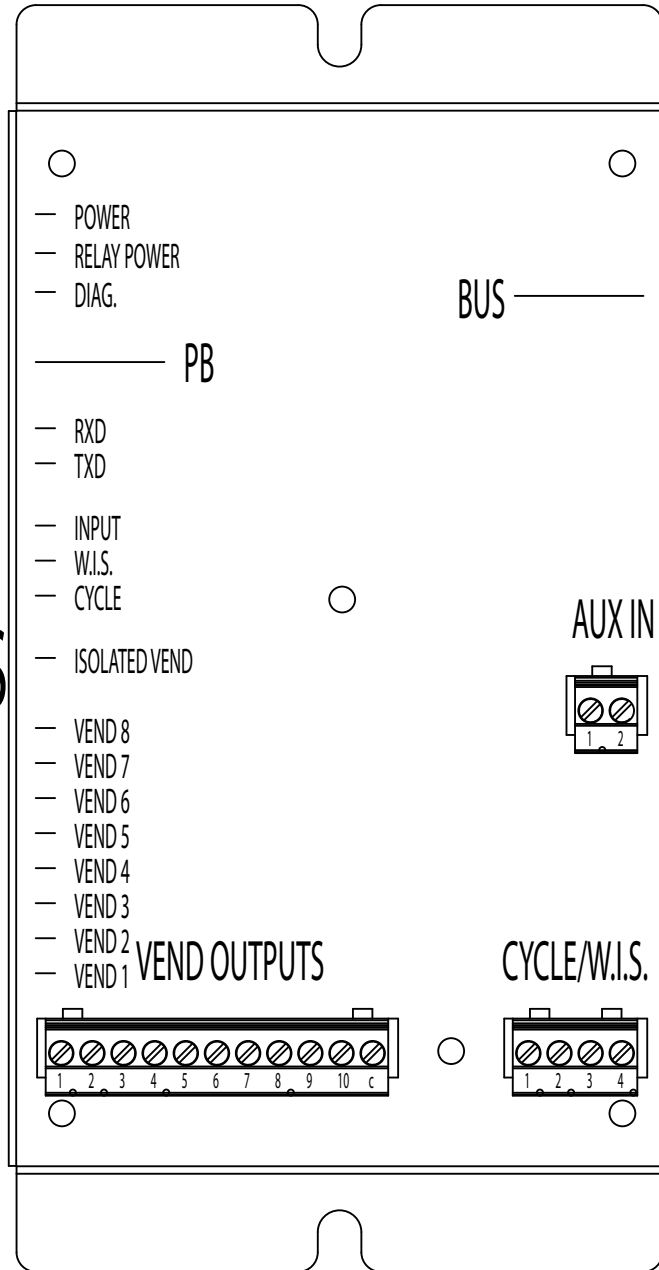 POWER
RELAY POWER
DIAG.
BUS
PB
RXD
TXD
INPUT
W.I.S.
CYCLE
AUX IN
ISOLATED VEND
1 2
VEND 8
VEND 7
VEND 6
VEND 5
VEND 4
VEND 3
VEND 2
VEND 1
VEND OUTPUTS
CYCLE/W.I.S.
1 2 3 4 5 6 7 8 9 10 c
1 2 3 4